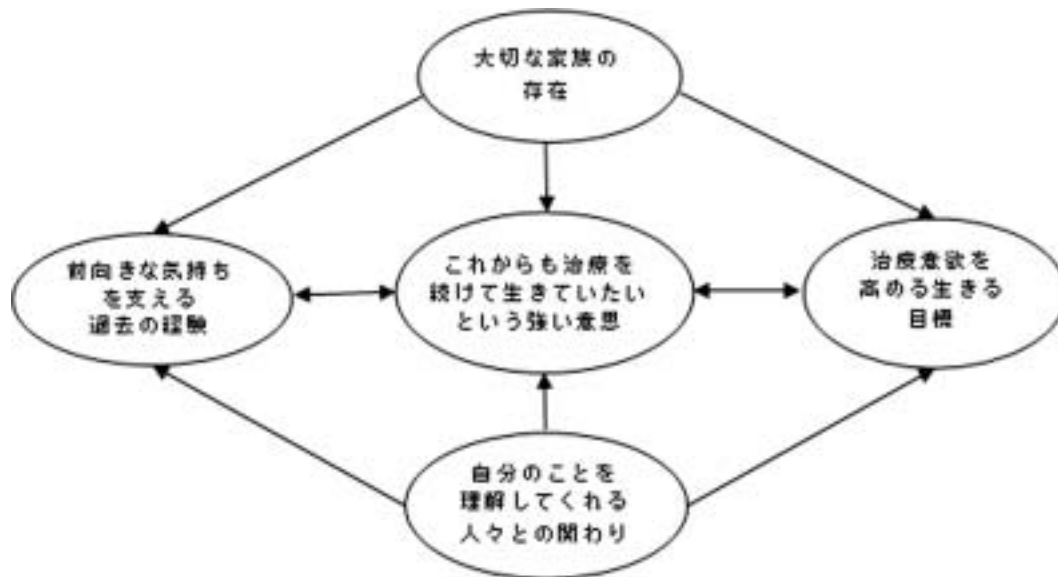 大切な家族の
存在
前向きな気持ち
を支える
過去の経験
これからも治療を
続けて生きていたい
という強い意思
治療意欲を
高める生きる
目標
自分のことを
理解してくれる
人々との関わり